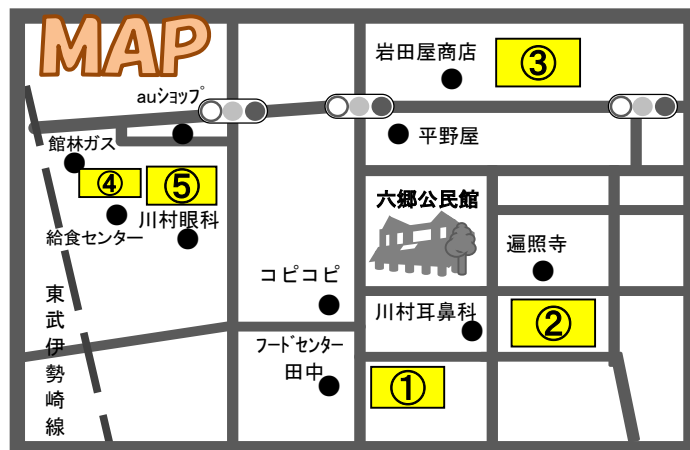 MAP
岩田屋商店
③
auショップ
平野屋
館林ガス
④
⑤
給食センター
川村眼科
六郷公民館
遍照寺
コピコピ
川村耳鼻科
②
東武伊勢崎線
フードセンター
田中
①